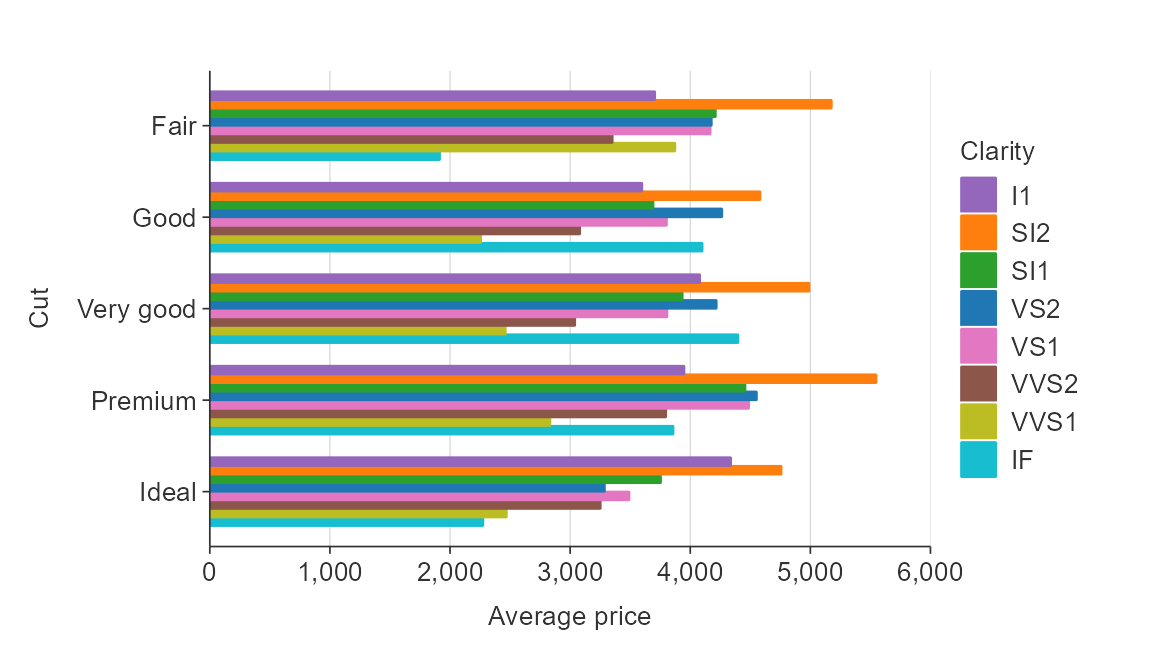 Fair
Good
Very good
Premium
Ideal
Cut
0 1,000 2,000 3,000 4,000 5,000 6,000
Average price
Clarity
I1
SI2
SI1
VS2
VS1
VVS2
VVS1
IF